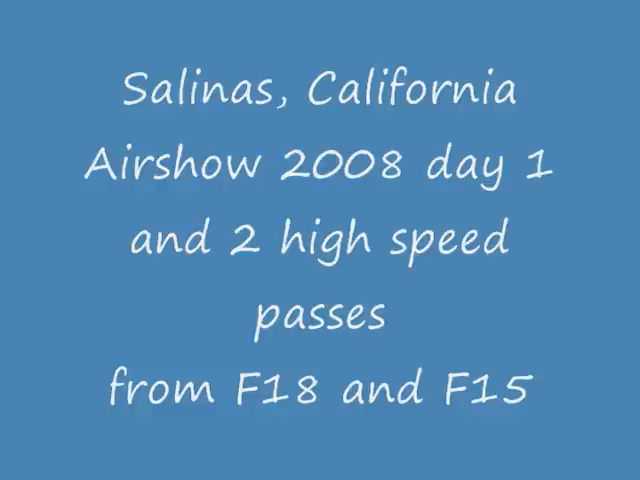 Salinas, California
Airshow 2008 day 1
and 2 high speed
passes
from F18 and F15